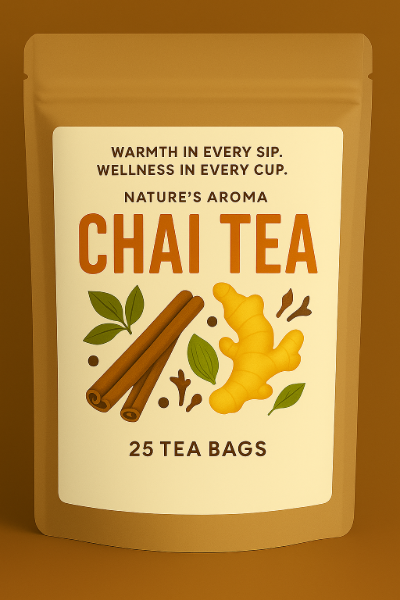 WARMTH IN EVERY SIP.
WELLNESS IN EVERY CUP.
NATURE'S AROMA
CHAI TEA
25 TEA BAGS